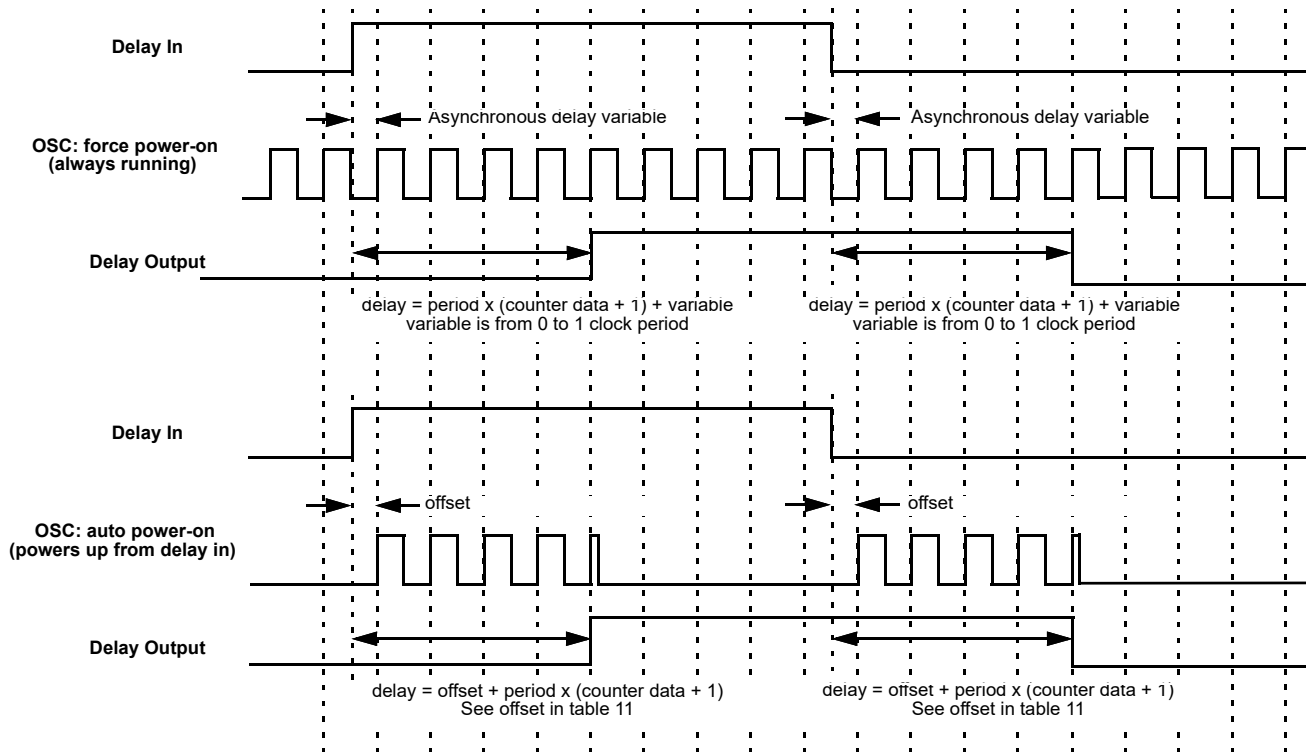 Delay In
Asynchronous delay variable
Asynchronous delay variable
OSC: force power-on
(always running)
Delay Output
delay = period x (counter data + 1) + variable
variable is from 0 to 1 clock period
delay = period x (counter data + 1) + variable
variable is from 0 to 1 clock period
Delay In
offset
offset
OSC: auto power-on
(powers up from delay in)
Delay Output
delay = offset + period x (counter data + 1)
See offset in table 11
delay = offset + period x (counter data + 1)
See offset in table 11